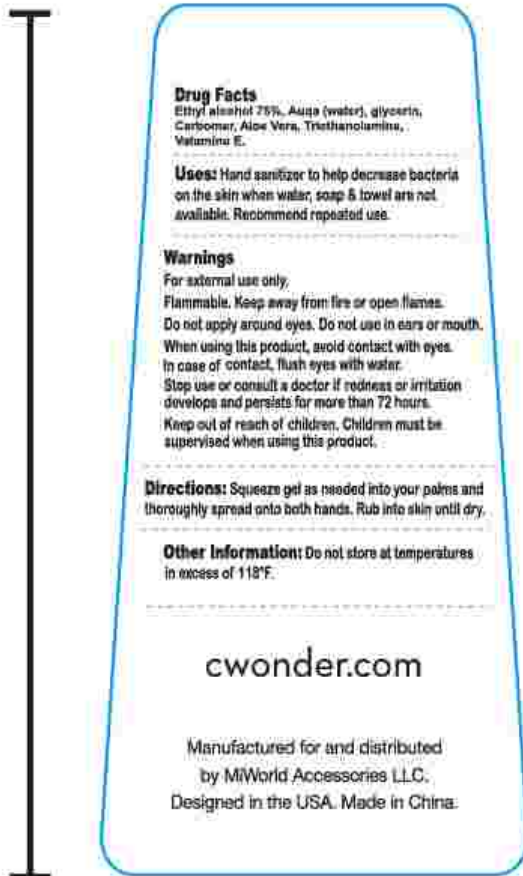 Drug Facts
Ethyl alcohol 75%, Auqa (water), glycerin,
Carbomer, Aloe Vera, Triethanolamine,
Vatamine E.
Uses: Hand sanitizer to help decrease bacteria
on the skin when water, soap & towel are not
available. Recommend repeated use.
Warnings
For external use only.
Flammable. Keep away from fire or open flames.
Do not apply around eyes. Do not use in ears or mouth.
When using this product, avoid contact with eyes.
In case of contact, flush eyes with water.
Stop use or consult a doctor if redness or irritation
develops and persists for more than 72 hours.
Keep out of reach of children. Children must be
supervised when using this product.
Directions: Squeeze gel as needed into your palms and
thoroughly spread onto both hands. Rub into skin until dry.
Other Information: Do not store at temperatures
in excess of 118°F.
cwonder.com
Manufactured for and distributed
by MiWorld Accessories LLC.
Designed in the USA. Made in China.